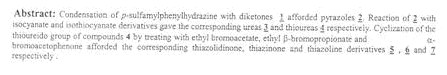 Abstract: Condensation of p-sulfamylphenylhydrazine with diketones 1 afforded pyrazoles 2. Reaction of 2 with
isocyanate and isothiocyanate derivatives gave the corresponding ureas 3 and thioureas 4 respectively. Cyclization of the
thioureido group of compounds 4 by treating with ethyl bromoacetate, ethyl β-bromopropionate and α-
bromoacetophenone afforded the corresponding thiazolidinone, thiazinone and thiazoline derivatives 5 , 6 and 7
respectively .